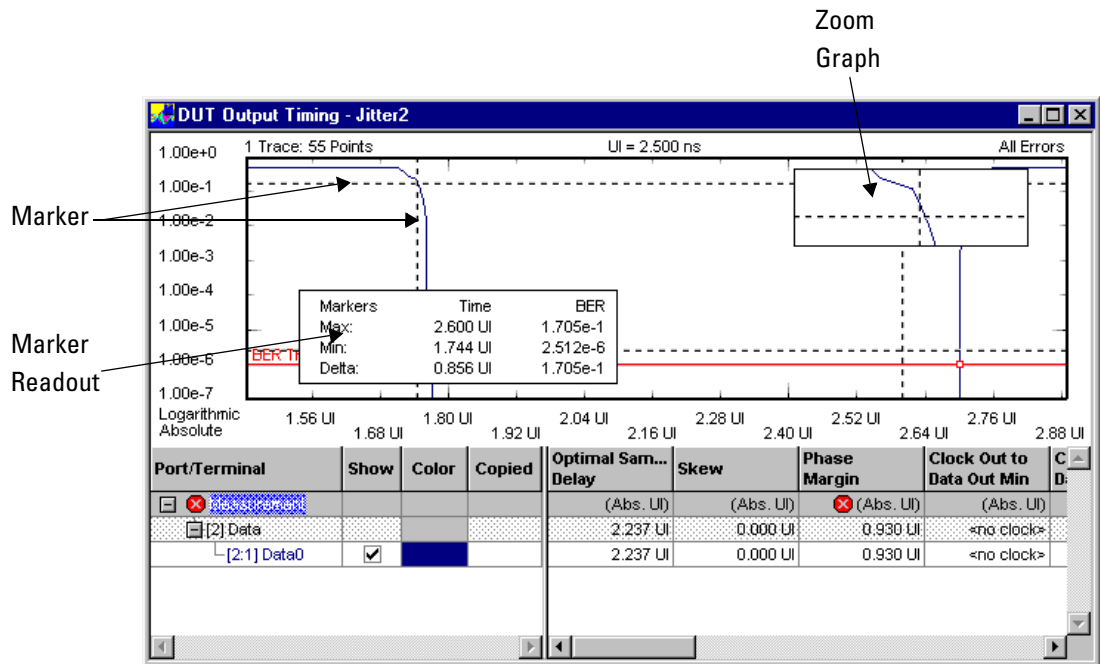 Zoom
Graph
DUT Output Timing - Jitter2
1 Trace: 55 Points UI = 2.500 ns All Errors
1.00e+0
1.00e-1
Marker
1.00e-2
1.00e-3
1.00e-4
1.00e-5
Markers Time BER
Max: 2.600 UI 1.705e-1
Min: 1.744 UI 2.512e-6
Delta: 0.856 UI 1.705e-1
Marker
Readout
1.00e-6
BER
1.00e-7
Logarithmic
Absolute
1.56 UI 1.80 UI 2.04 UI 2.28 UI 2.52 UI 2.76 UI
1.68 UI 1.92 UI 2.16 UI 2.40 UI 2.64 UI 2.88 UI
Port/Terminal Show Color Copied Optimal Sam... Delay Skew Phase Margin Clock Out to Data Out Min C D
Measurement (Abs. UI) (Abs. UI) (Abs. UI) (Abs. UI)
[2] Data 2.237 UI 0.000 UI 0.930 UI <no clock>
[2:1] Data0 2.237 UI 0.000 UI 0.930 UI <no clock>